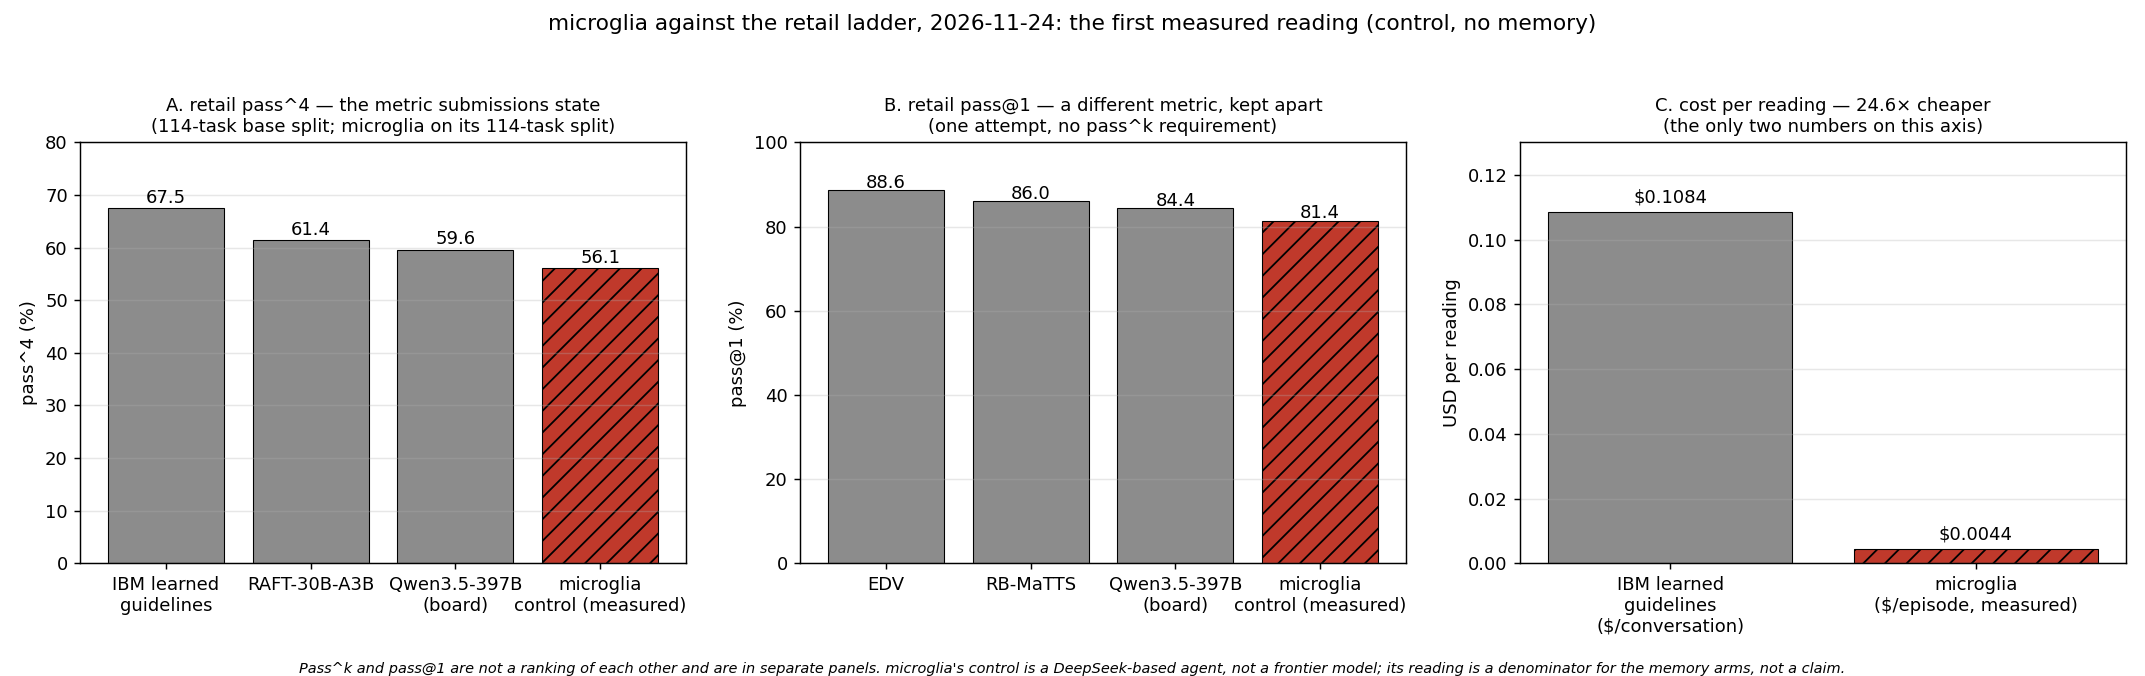 microglia against the retail ladder, 2026-11-24: the first measured reading (control, no memory)
A. retail pass^4 — the metric submissions state
(114-task base split; microglia on its 114-task split)
pass^4 (%)
80
70
60
50
40
30
20
10
0
67.5
61.4
59.6
56.1
IBM learned
guidelines
RAFT-30B-A3B
Qwen3.5-397B
(board)
microglia
control (measured)
B. retail pass@1 — a different metric, kept apart
(one attempt, no pass^k requirement)
pass@1 (%)
100
80
60
40
20
0
88.6
86.0
84.4
81.4
EDV
RB-MaTTS
Qwen3.5-397B
(board)
microglia
control (measured)
C. cost per reading — 24.6× cheaper
(the only two numbers on this axis)
USD per reading
0.12
0.10
0.08
0.06
0.04
0.02
0.00
$0.1084
$0.0044
IBM learned
guidelines
($/conversation)
microglia
($/episode, measured)
Pass^k and pass@1 are not a ranking of each other and are in separate panels. microglia's control is a DeepSeek-based agent, not a frontier model; its reading is a denominator for the memory arms, not a claim.